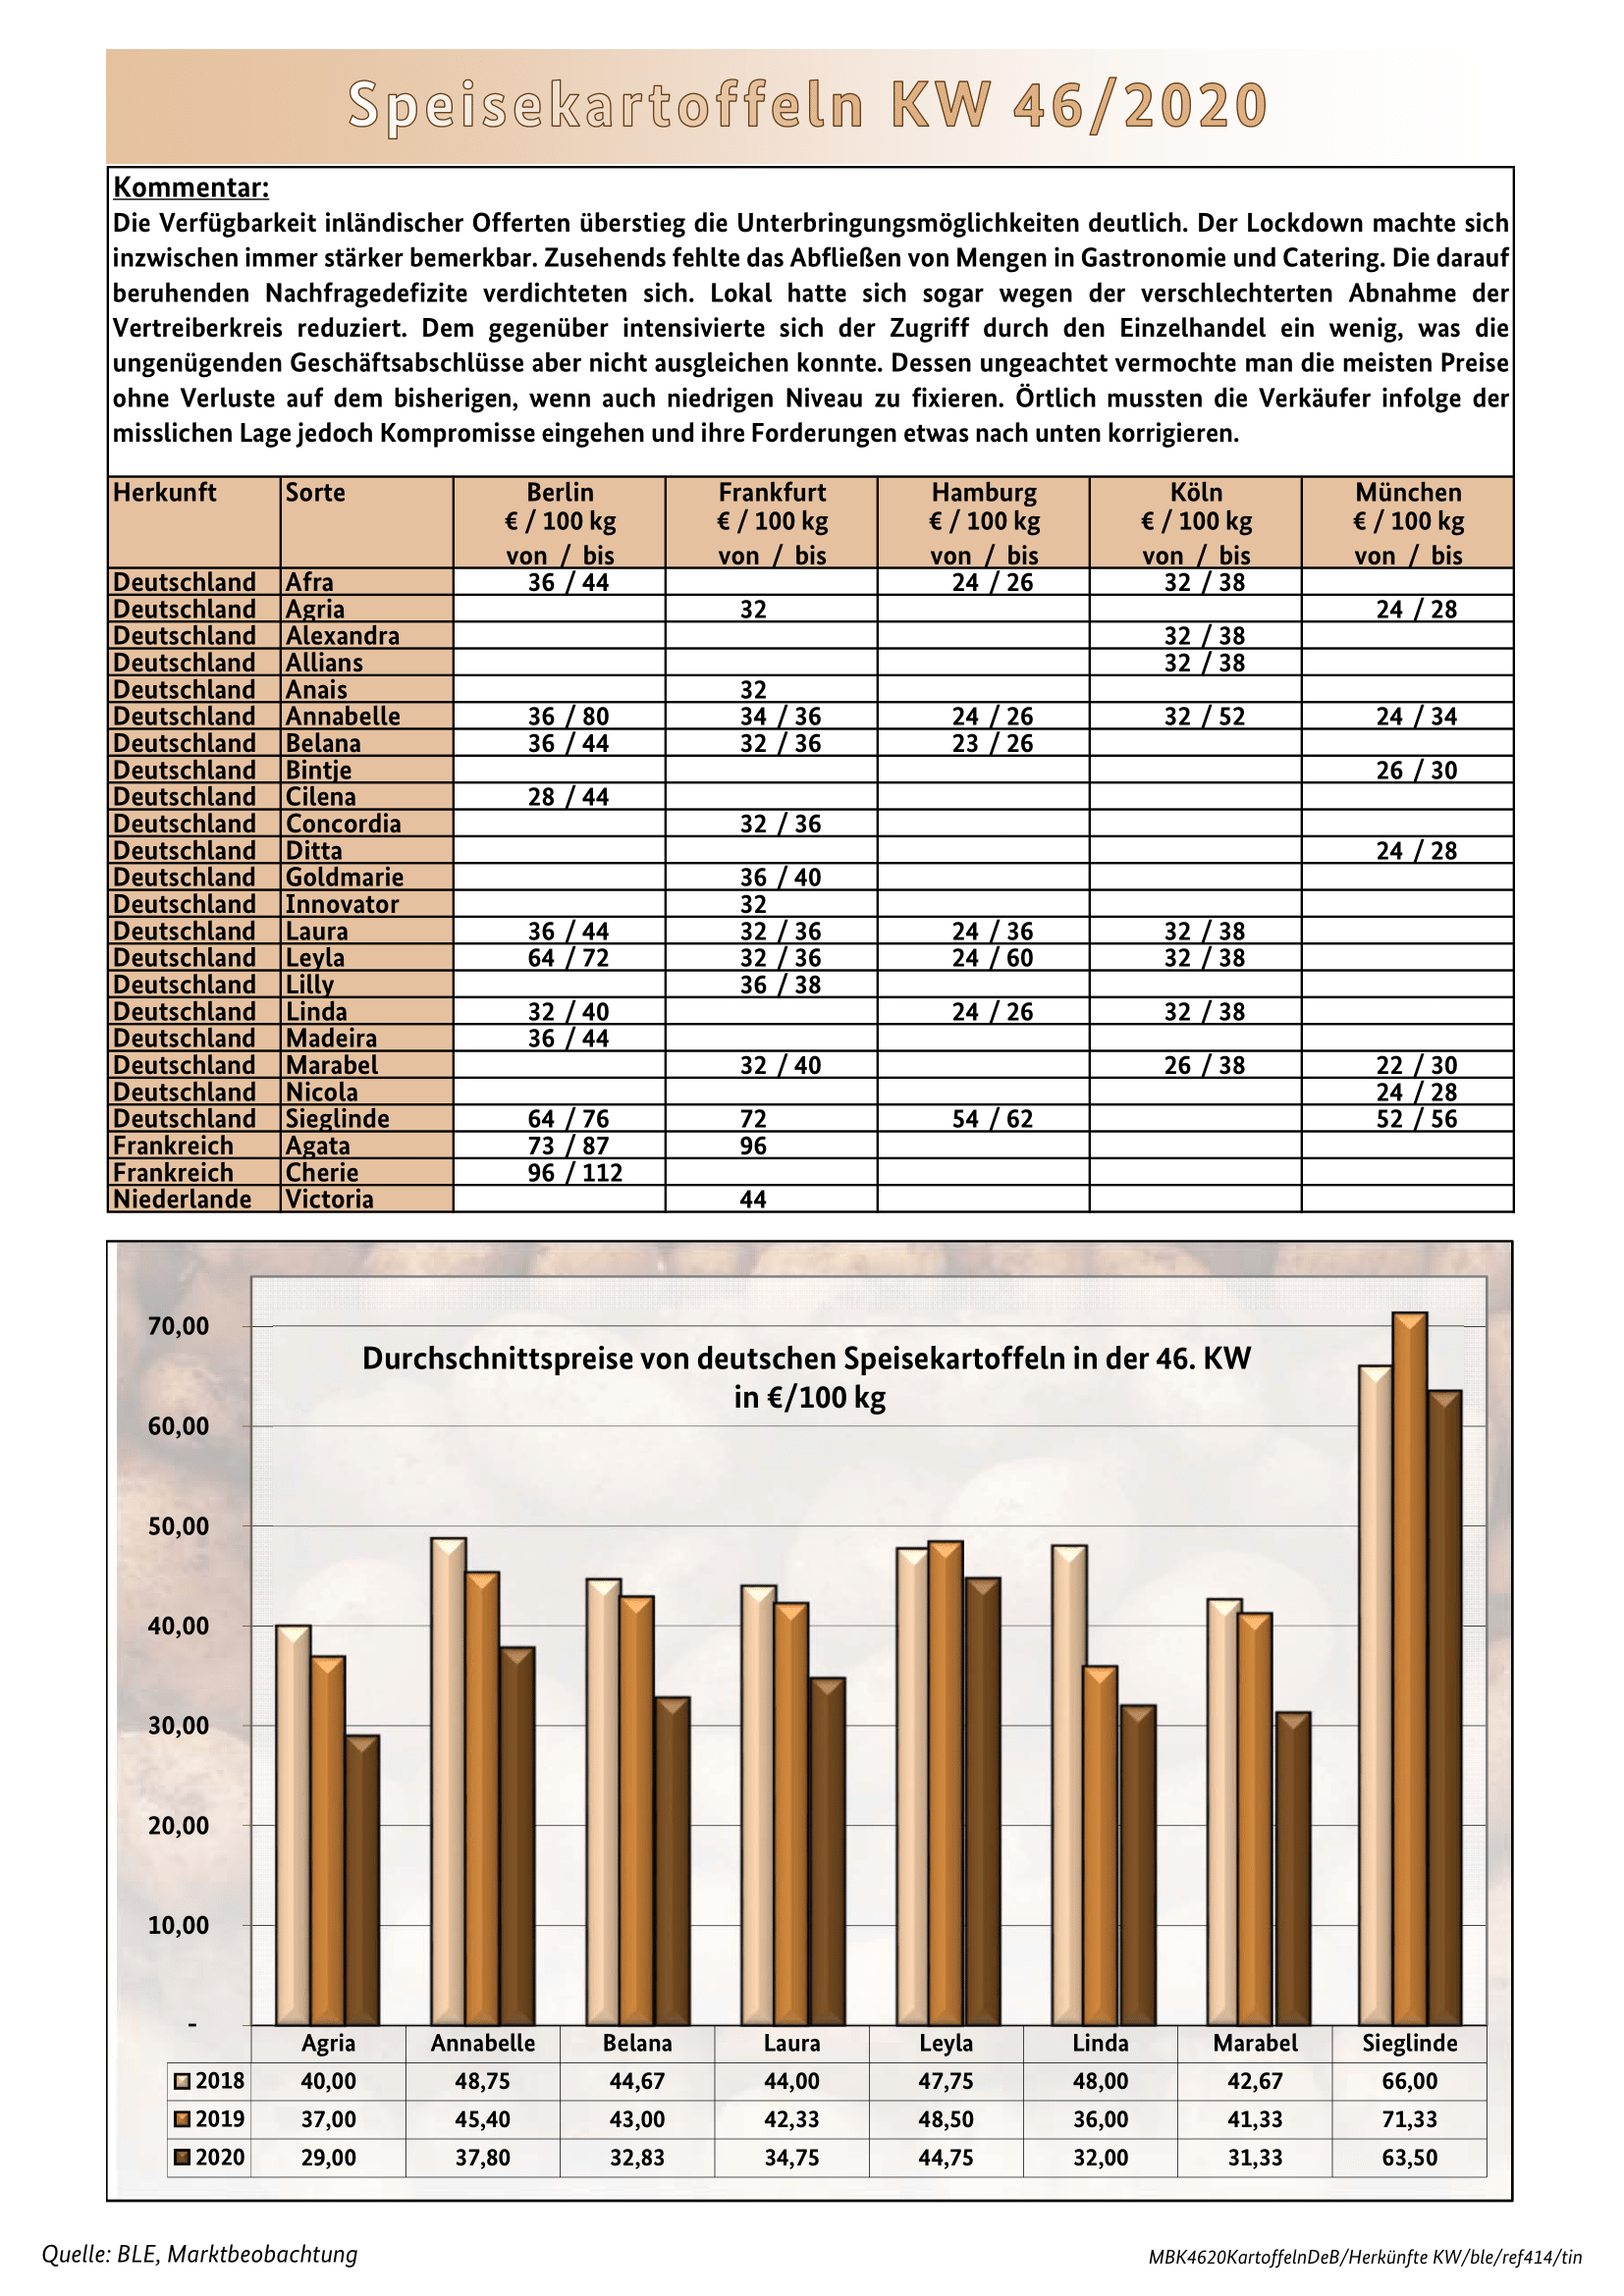 Speisekartoffeln KW 46/2020
Kommentar:
Die Verfügbarkeit inländischer Offerten überstieg die Unterbringungsmöglichkeiten deutlich. Der Lockdown machte sich
inzwischen immer stärker bemerkbar. Zusehends fehlte das Abfließen von Mengen in Gastronomie und Catering. Die darauf
beruhenden Nachfragedefizite verdichteten sich. Lokal hatte sich sogar wegen der verschlechterten Abnahme der
Vertreiberkreis reduziert. Dem gegenüber intensivierte sich der Zugriff durch den Einzelhandel ein wenig, was die
ungenügenden Geschäftsabschlüsse aber nicht ausgleichen konnte. Dessen ungeachtet vermochte man die meisten Preise
ohne Verluste auf dem bisherigen, wenn auch niedrigen Niveau zu fixieren. Örtlich mussten die Verkäufer infolge der
misslichen Lage jedoch Kompromisse eingehen und ihre Forderungen etwas nach unten korrigieren.
Herkunft Sorte Berlin Frankfurt Hamburg Köln München
€ / 100 kg € / 100 kg € / 100 kg € / 100 kg € / 100 kg
von / bis von / bis von / bis von / bis von / bis
Deutschland Afra 36 / 44 24 / 26 32 / 38
Deutschland Agria 32 24 / 28
Deutschland Alexandra 32 / 38
Deutschland Allians 32 / 38
Deutschland Anais 32
Deutschland Annabelle 36 / 80 34 / 36 24 / 26 32 / 52 24 / 34
Deutschland Belana 36 / 44 32 / 36 23 / 26
Deutschland Bintje 26 / 30
Deutschland Cilena 28 / 44
Deutschland Concordia 32 / 36
Deutschland Ditta 24 / 28
Deutschland Goldmarie 36 / 40
Deutschland Innovator 32
Deutschland Laura 36 / 44 32 / 36 24 / 36 32 / 38
Deutschland Leyla 64 / 72 32 / 36 24 / 60 32 / 38
Deutschland Lilly 36 / 38
Deutschland Linda 32 / 40 24 / 26 32 / 38
Deutschland Madeira 36 / 44
Deutschland Marabel 32 / 40 26 / 38 22 / 30
Deutschland Nicola 24 / 28
Deutschland Sieglinde 64 / 76 72 54 / 62 52 / 56
Frankreich Agata 73 / 87 96
Frankreich Cherie 96 / 112
Niederlande Victoria 44
Durchschnittspreise von deutschen Speisekartoffeln in der 46. KW
in €/100 kg
70,00
60,00
50,00
40,00
30,00
20,00
10,00
-
Agria Annabelle Belana Laura Leyla Linda Marabel Sieglinde
2018 40,00 48,75 44,67 44,00 47,75 48,00 42,67 66,00
2019 37,00 45,40 43,00 42,33 48,50 36,00 41,33 71,33
2020 29,00 37,80 32,83 34,75 44,75 32,00 31,33 63,50
Quelle: BLE, Marktbeobachtung
MBK4620KartoffelnDeB/Herkünfte KW/ble/ref414/tin